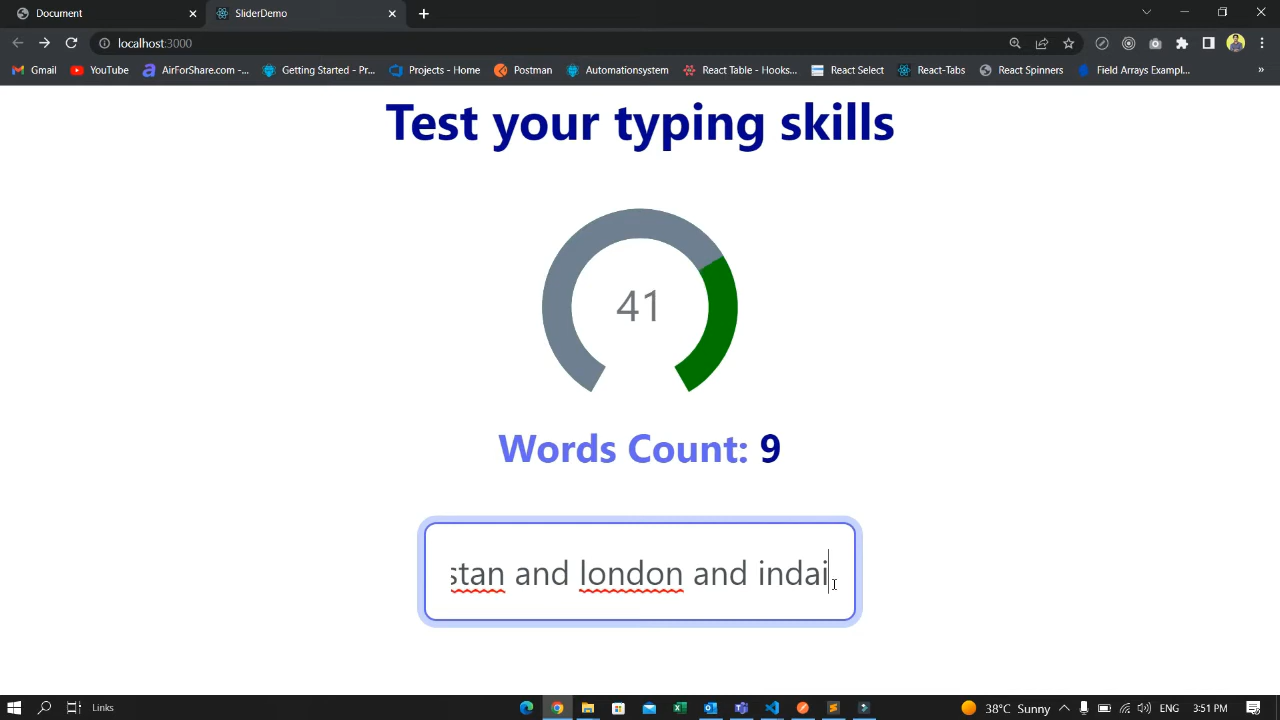 Document
SliderDemo
localhost:3000
Gmail YouTube AirForShare.com -... Getting Started - Pr... Projects - Home Postman Automationsystem React Table - Hooks... React Select React-Tabs React Spinners Field Arrays Exampl... »
Test your typing skills
41
Words Count: 9
stan and london and indai
Links 38°C Sunny ENG 3:51 PM